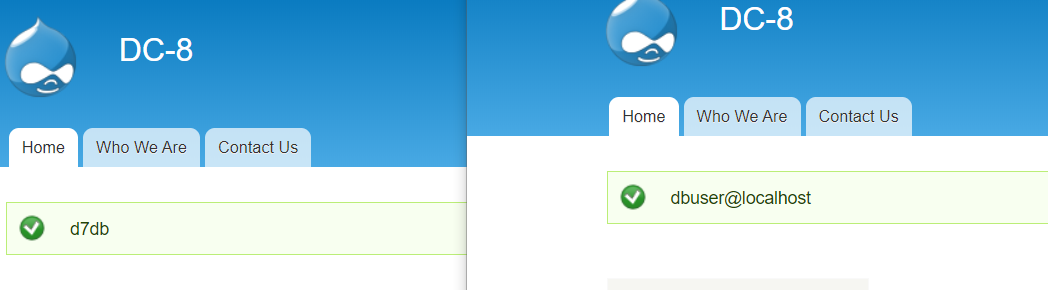 DC-8
Home Who We Are Contact Us
d7db
DC-8
Home Who We Are Contact Us
dbuser@localhost